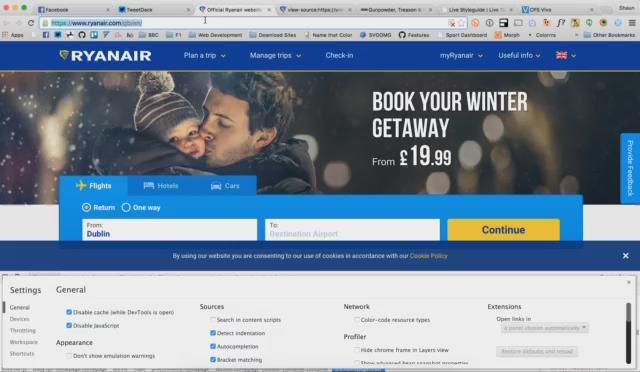 Facebook
TweetDeck
Official Ryanair websit
view-source:https://ww
Gunpowder, Treason &
Live Styleguide | Live T
CFS Vivo
Shaun
https://www.ryanair.com/gb/en/
BBC
F1
Web Development
Download Sites
Name that Color
SVGOMG
Football
Projects
Sport Dashboard
Morph
Colorrrs
Other Bookmarks
RYANAIR
Plan a trip
Manage trips
Check-in
myRyanair
Useful info
BOOK YOUR WINTER
GETAWAY
From £19.99
Provide Feedback
Flights
Hotels
Cars
Return
One way
From:
Dublin
To:
Destination Airport
Continue
By using our website you are consenting to our use of cookies in accordance with our Cookie Policy
Settings
General
Devices
Throttling
Workspace
Shortcuts
General
Disable cache (while DevTools is open)
Disable JavaScript
Appearance
Don't show emulation warnings
Sources
Search in content scripts
Detect indentation
Autocompletion
Bracket matching
Network
Color-code resource types
Profiler
Hide chrome frame in Layers view
Show advanced heap snapshot properties
Extensions
Open links in
a panel chosen automatically
Restore defaults and reload